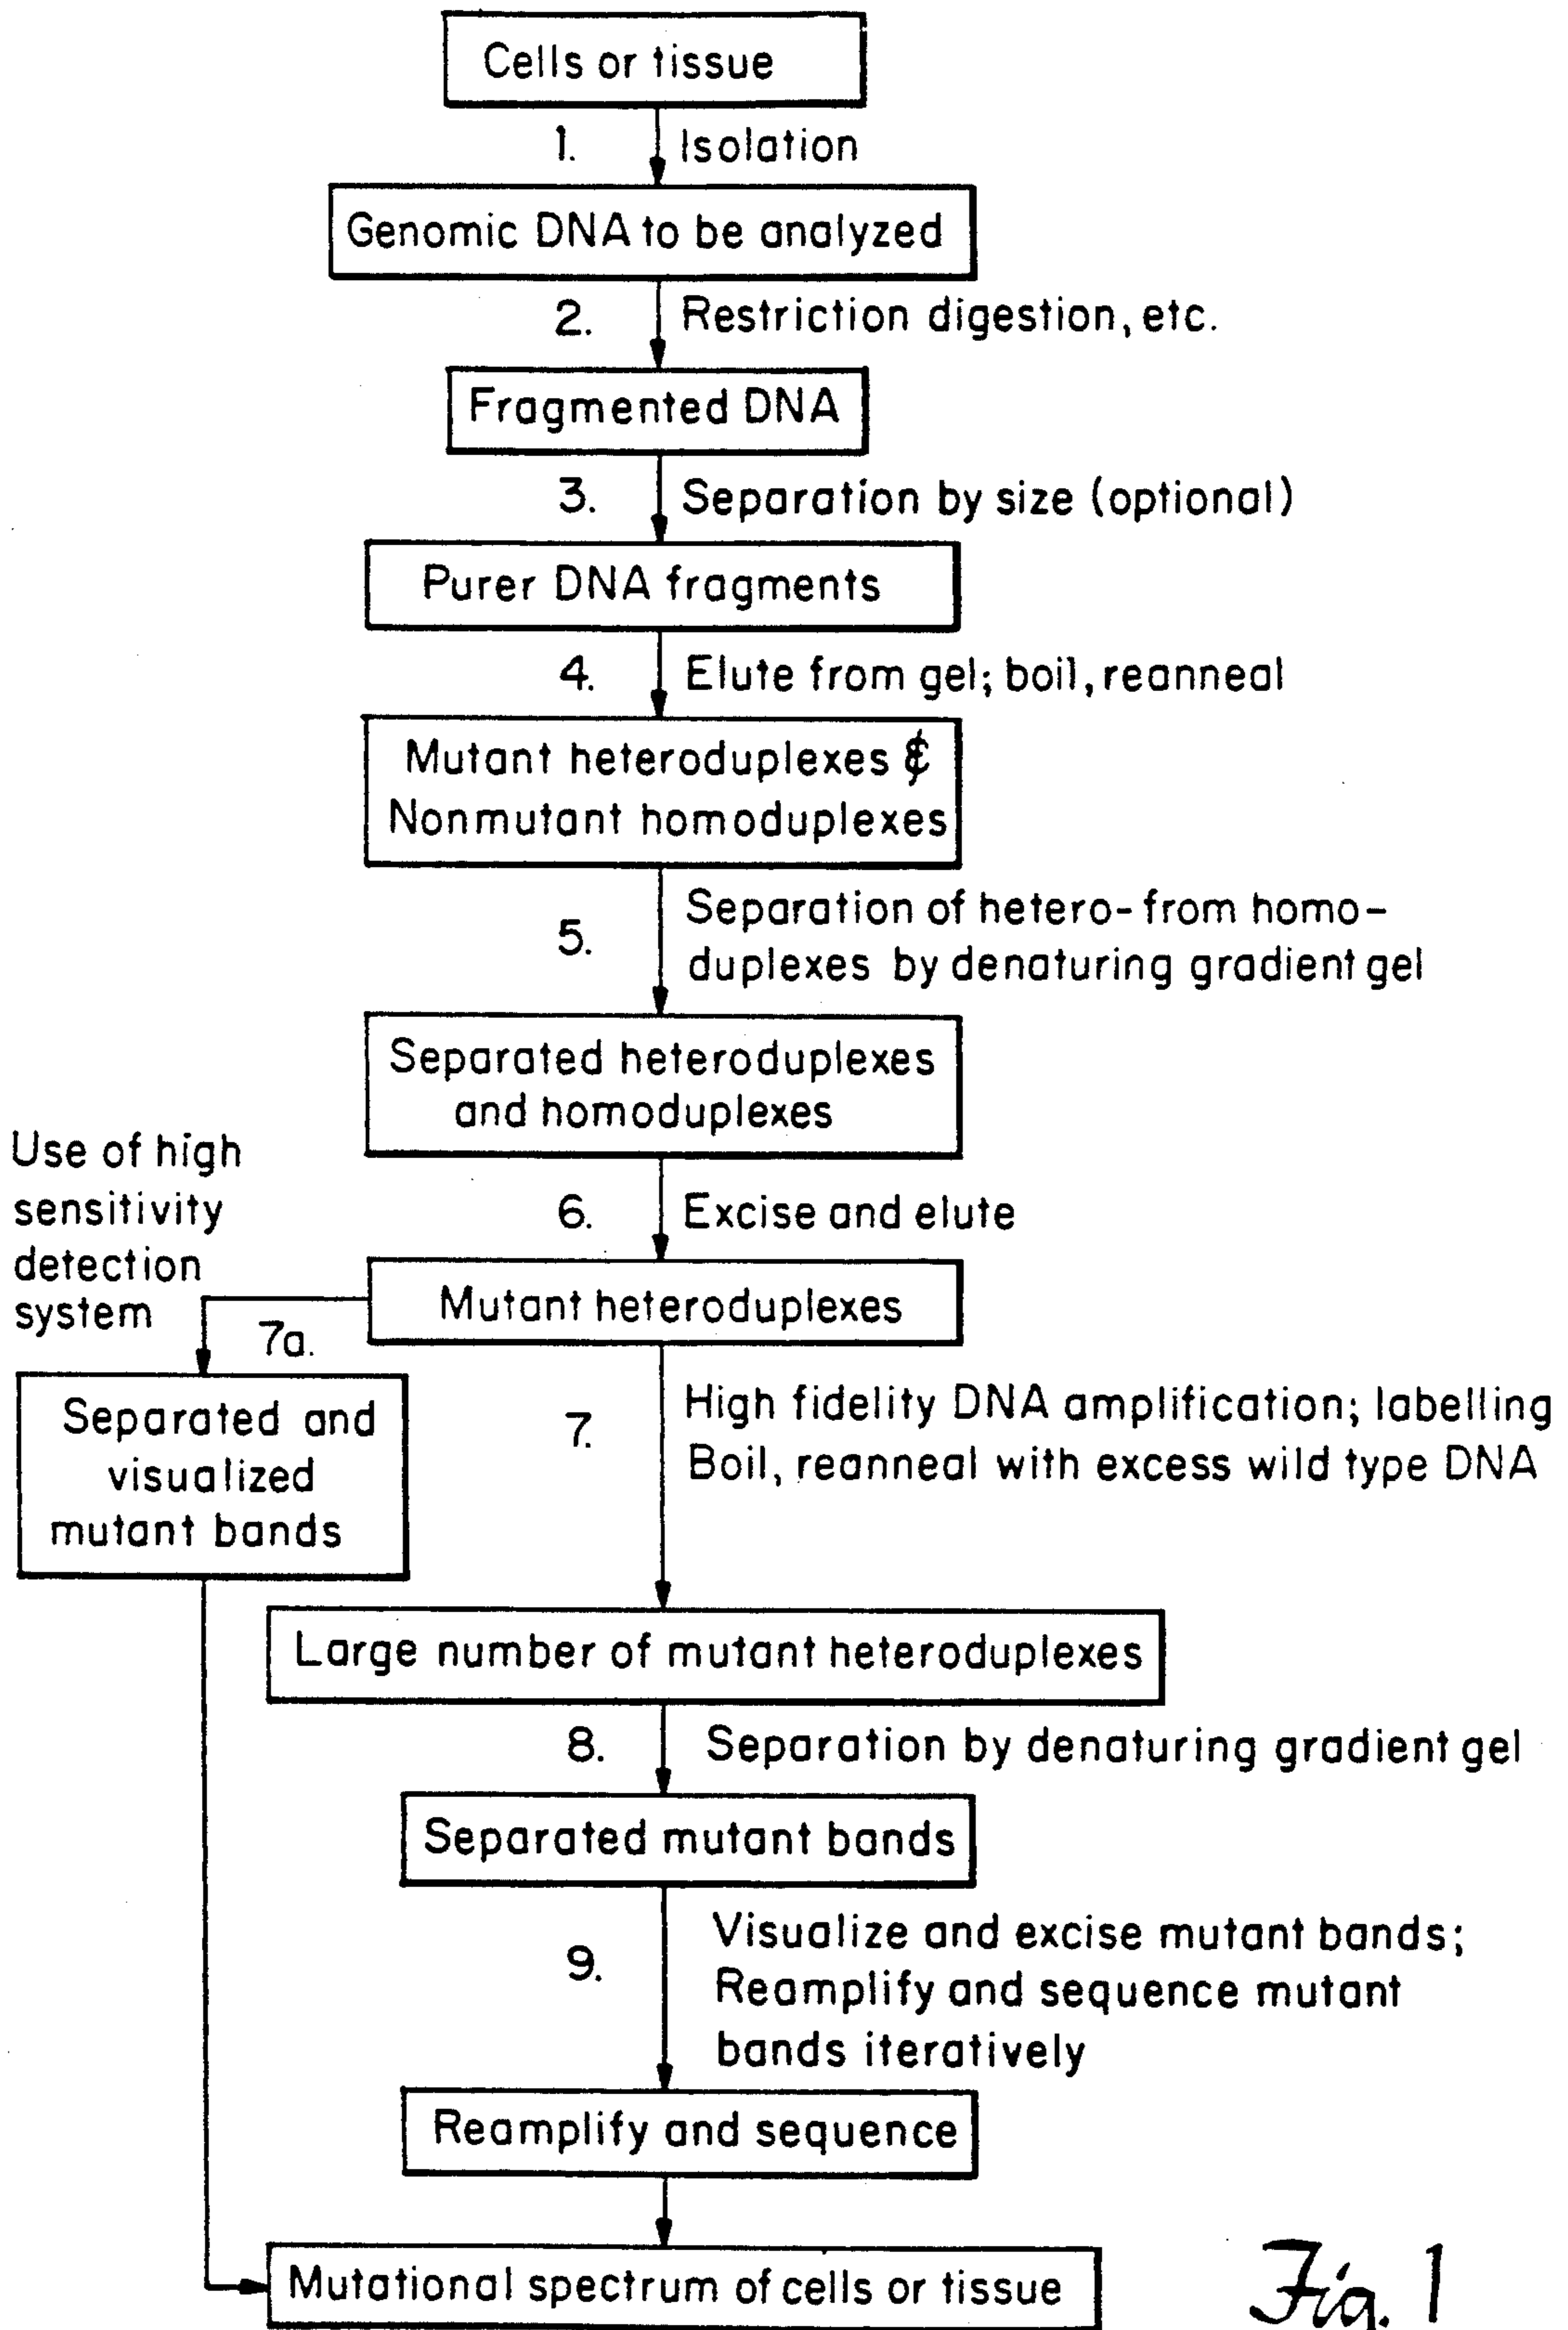 Cells or tissue
1.
Isolation
Genomic DNA to be analyzed
2.
Restriction digestion, etc.
Fragmented DNA
3.
Separation by size (optional)
Purer DNA fragments
4.
Elute from gel; boil, reanneal
Mutant heteroduplexes &
Nonmutant homoduplexes
5.
Separation of hetero- from homo-
duplexes by denaturing gradient gel
Separated heteroduplexes
and homoduplexes
6.
Excise and elute
Mutant heteroduplexes
Use of high
sensitivity
detection
system
7a.
Separated and
visualized
mutant bands
7.
High fidelity DNA amplification; labelling
Boil, reanneal with excess wild type DNA
Large number of mutant heteroduplexes
8.
Separation by denaturing gradient gel
Separated mutant bands
9.
Visualize and excise mutant bands;
Reamplify and sequence mutant
bands iteratively
Reamplify and sequence
Mutational spectrum of cells or tissue
Fig. 1